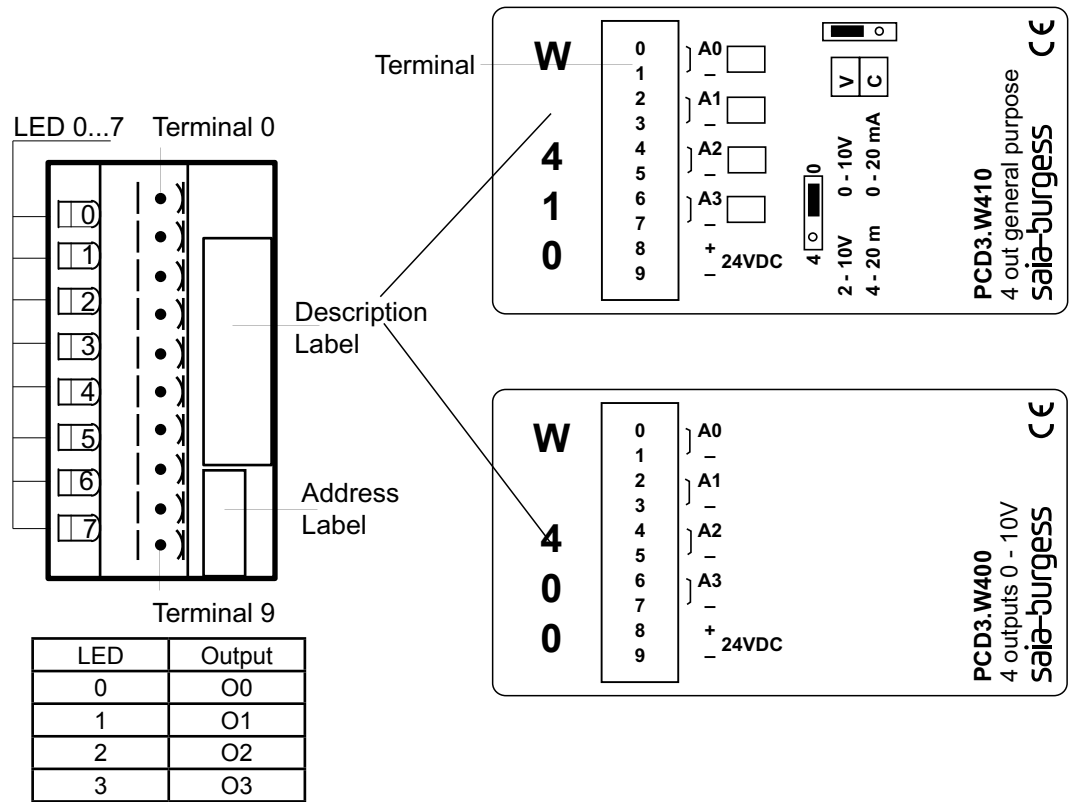 LED 0...7
Terminal 0
0
1
2
3
4
5
6
7
Terminal 9
Description
Label
Address
Label
Terminal
LED Output
0 O0
1 O1
2 O2
3 O3
W
4
1
0
0 A0
1 –
2 A1
3 –
4 A2
5 –
6 A3
7 –
8 +
9 –
24VDC
V
C
4 0
2 - 10V 0 - 10V
4 - 20 m 0 - 20 mA
PCD3.W410
4 out general purpose
saia-burgess
CE
W
4
0
0
0 A0
1 –
2 A1
3 –
4 A2
5 –
6 A3
7 –
8 +
9 –
24VDC
PCD3.W400
4 outputs 0 - 10V
saia-burgess
CE